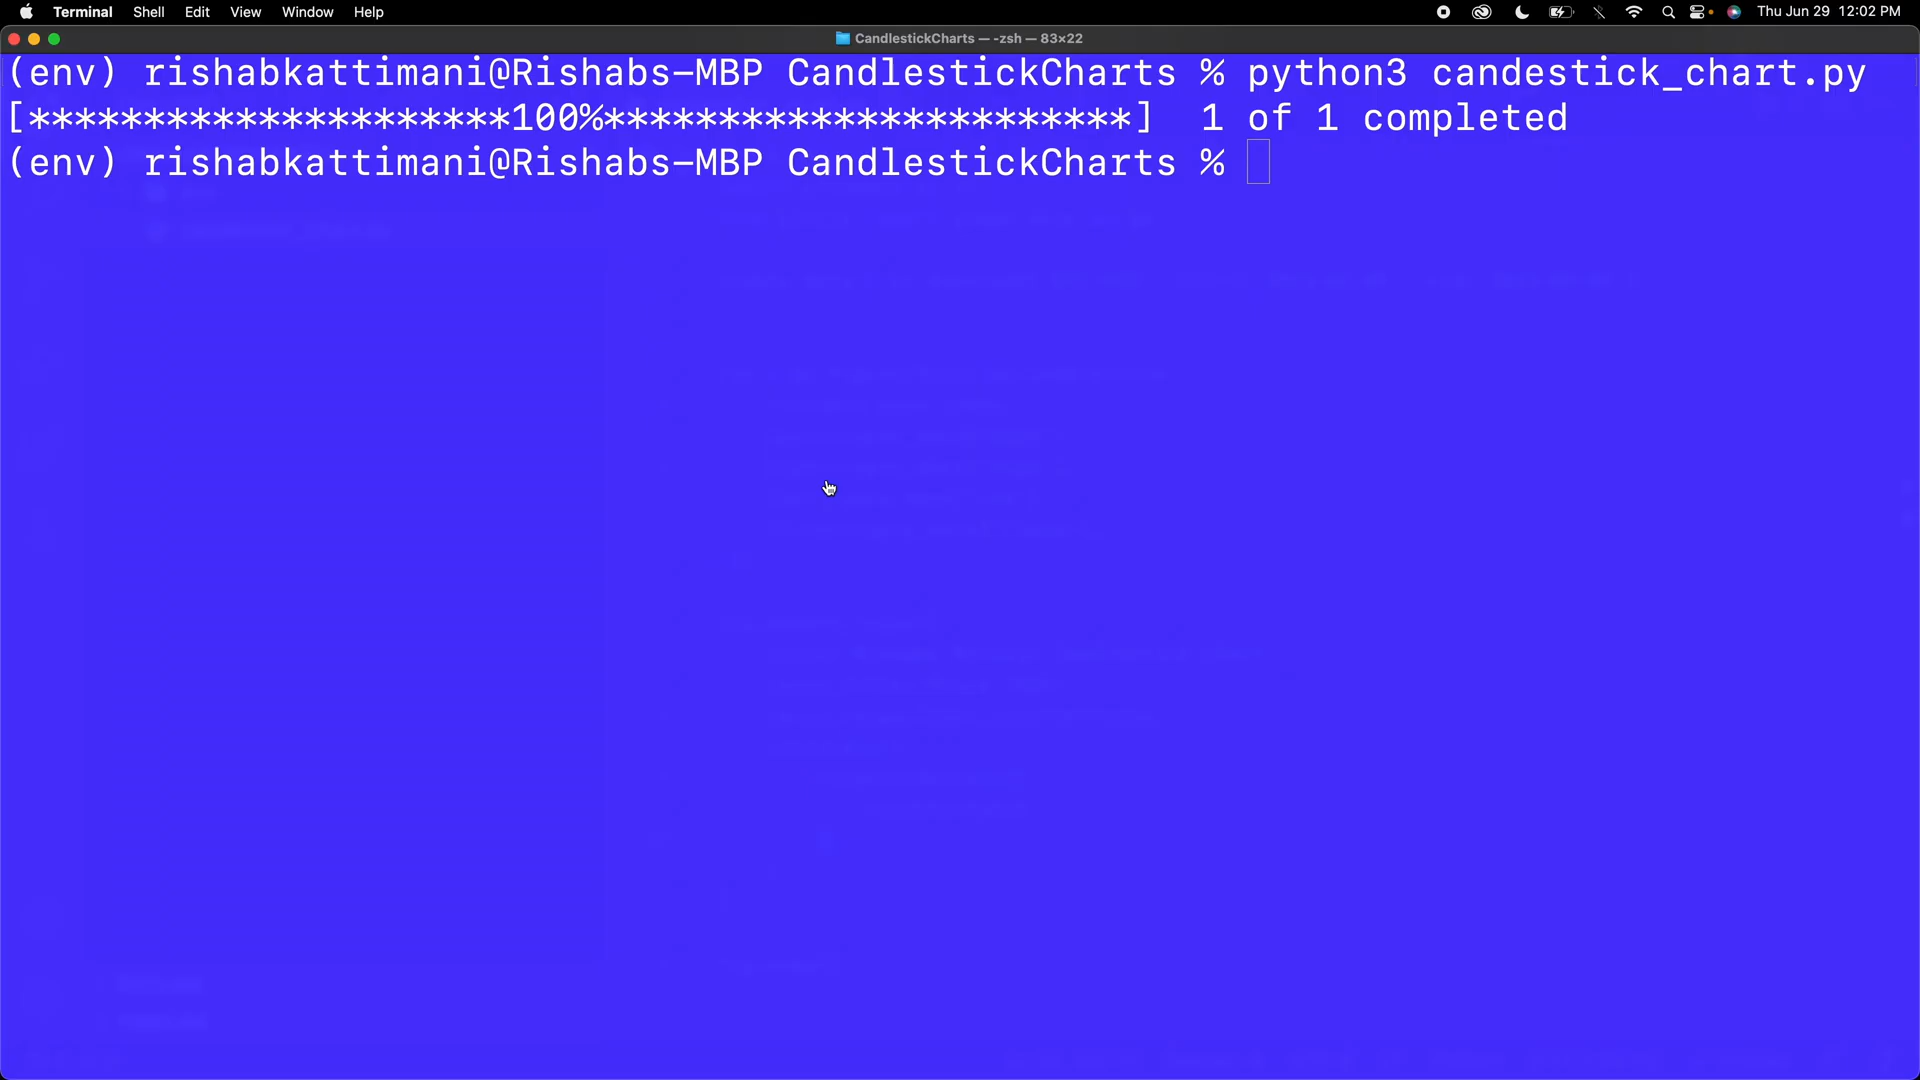 Terminal Shell Edit View Window Help Thu Jun 29 12:02 PM
CandlestickCharts — -zsh — 83×22
(env) rishabkattimani@Rishabs-MBP CandlestickCharts % python3 candestick_chart.py
[*********************100%***********************] 1 of 1 completed
(env) rishabkattimani@Rishabs-MBP CandlestickCharts %